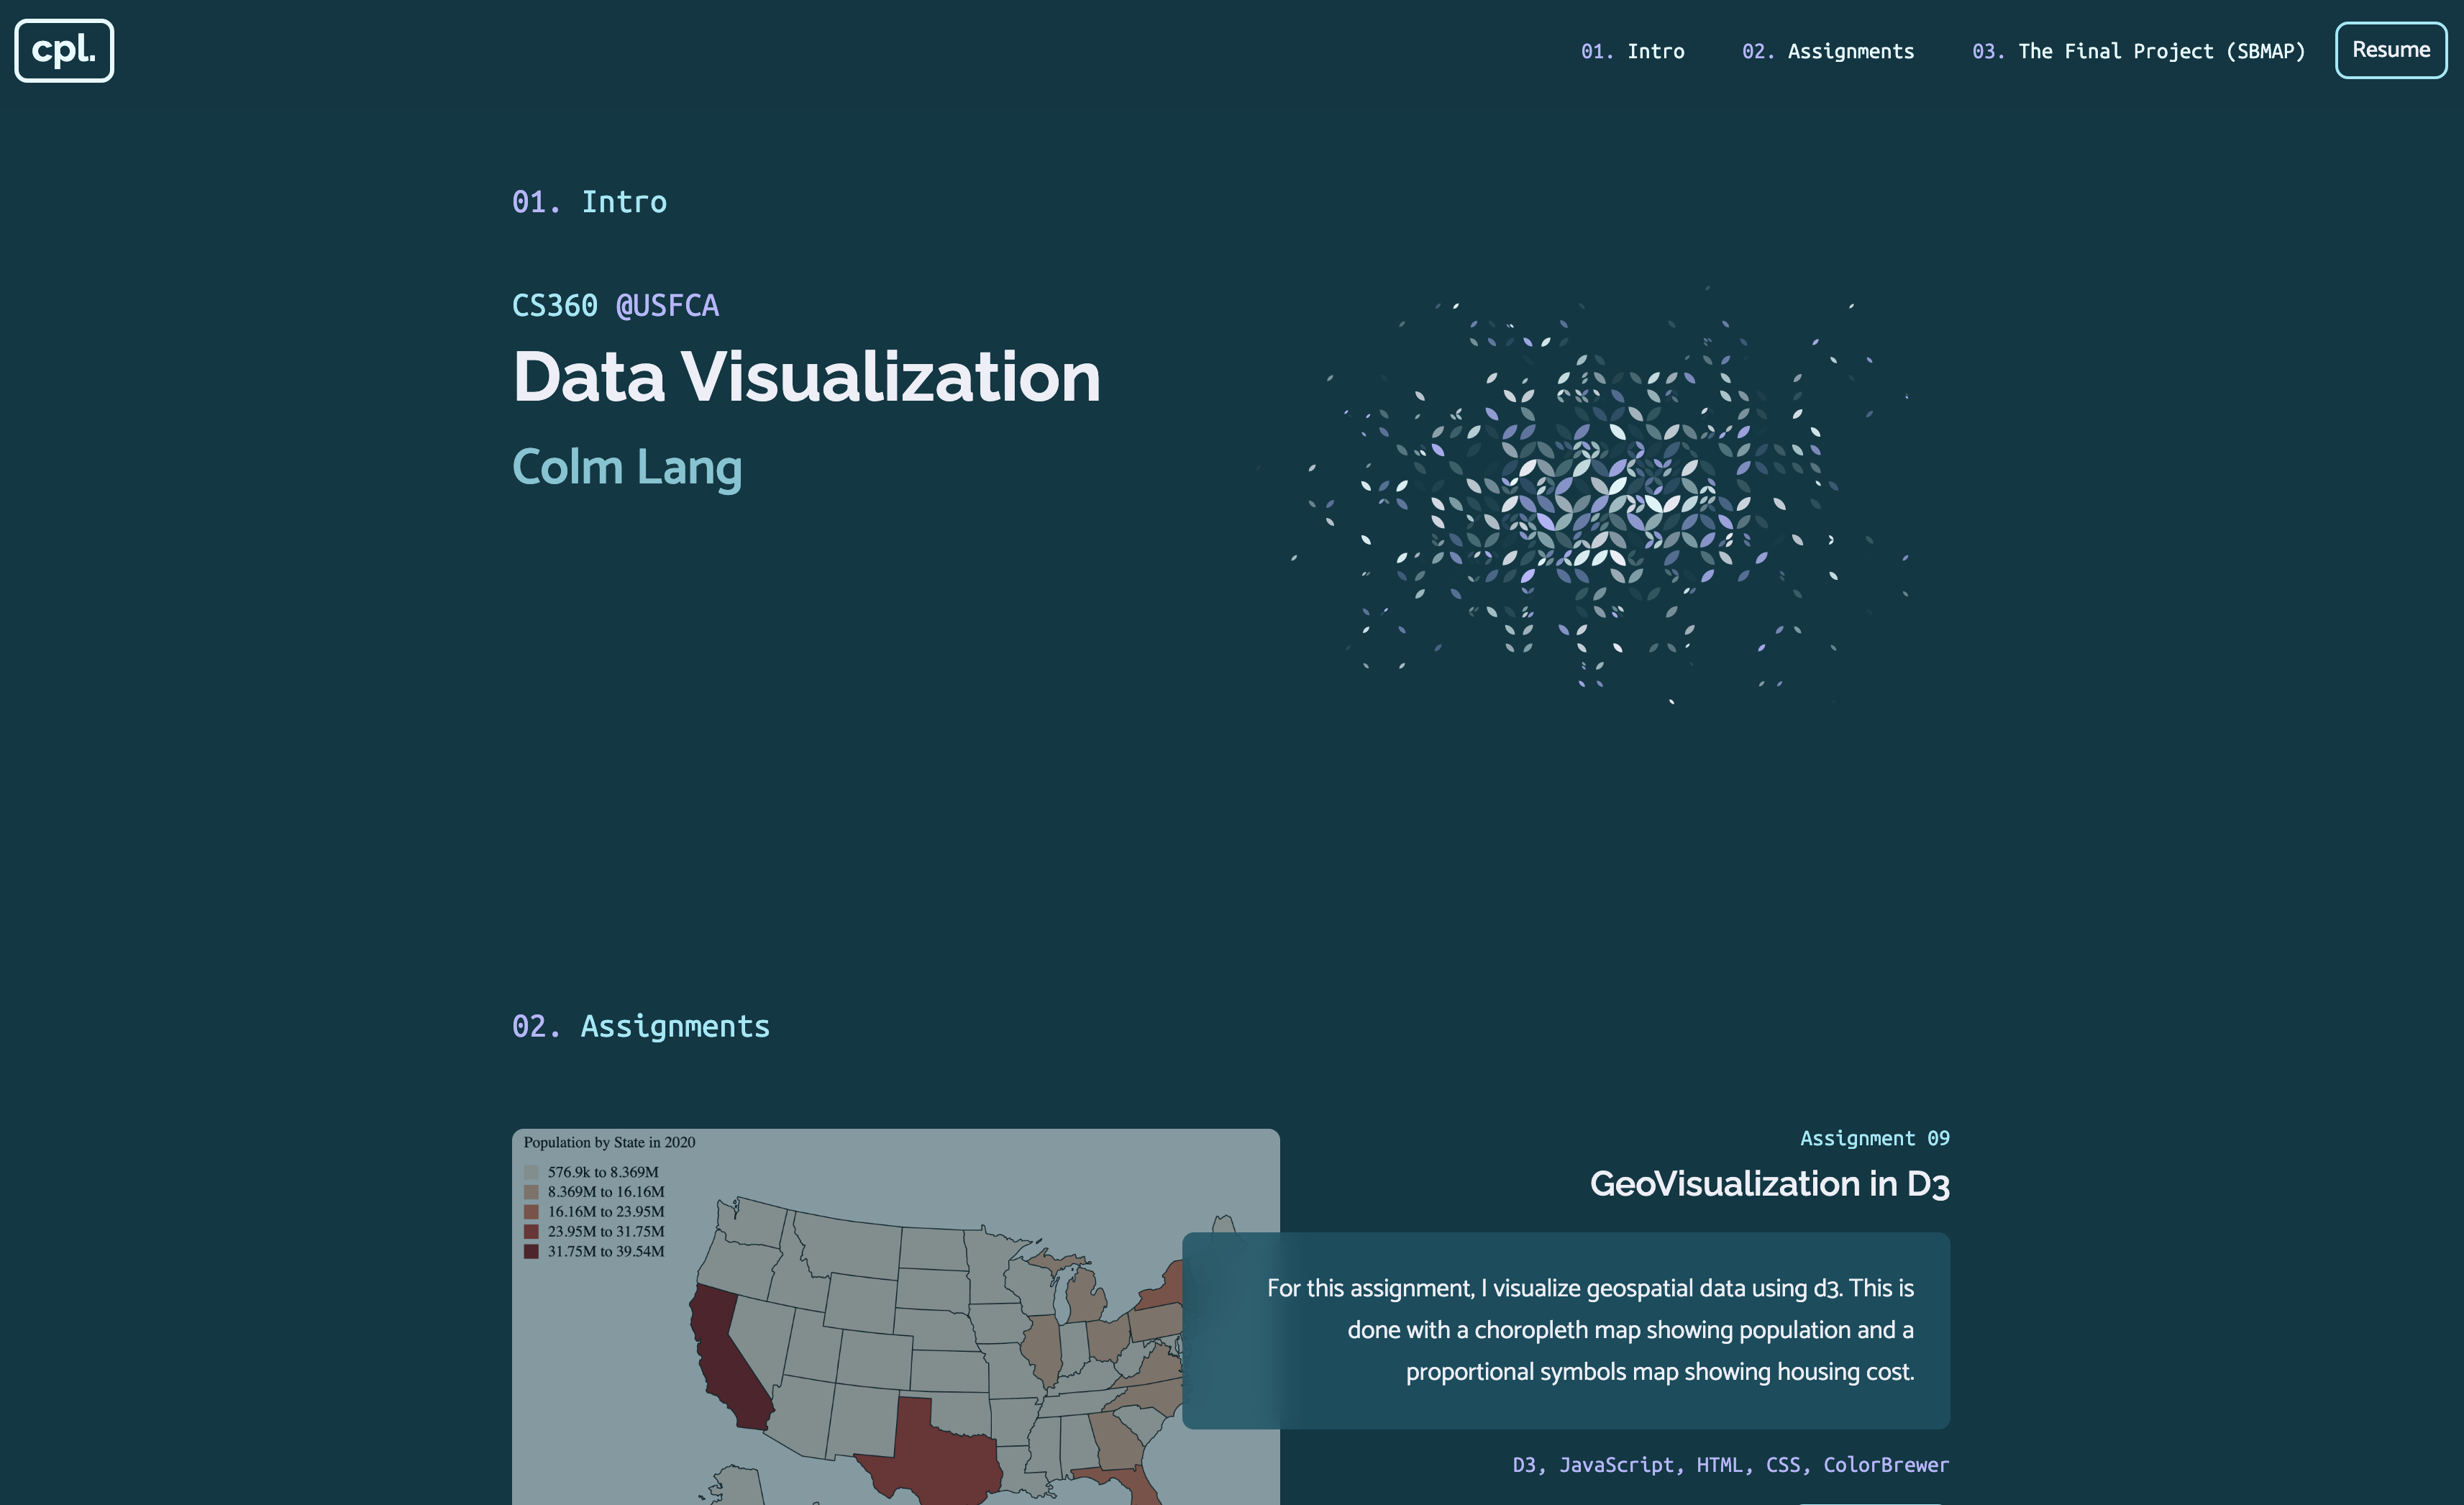 cpl.
01. Intro
02. Assignments
03. The Final Project (SBMAP)
Resume
01. Intro
CS360 @USFCA
Data Visualization
Colm Lang
02. Assignments
Population by State in 2020
576.9k to 8.369M
8.369M to 16.16M
16.16M to 23.95M
23.95M to 31.75M
31.75M to 39.54M
Assignment 09
GeoVisualization in D3
For this assignment, I visualize geospatial data using d3. This is
done with a choropleth map showing population and a
proportional symbols map showing housing cost.
D3, JavaScript, HTML, CSS, ColorBrewer